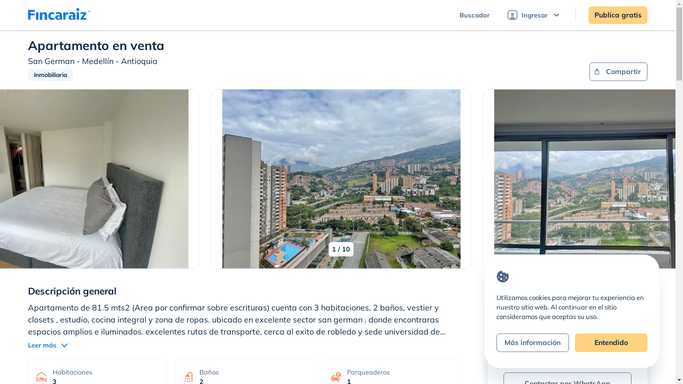 Fincaraiz
Buscador
Ingresar
Publica gratis
Apartamento en venta
San German - Medellín - Antioquia
Inmobiliaria
Compartir
1 / 10
Descripción general
Apartamento de 81.5 mts2 (Area por confirmar sobre escrituras) cuenta con 3 habitaciones, 2 baños, vestier y
closets , estudio, cocina integral y zona de ropas. ubicado en excelente sector san german , donde encontraras
espacios amplios e iluminados. excelentes rutas de transporte, cerca al exito de robledo y sede universidad de...
Leer más
Habitaciones
3
Baños
2
Parqueaderos
1
Utilizamos cookies para mejorar tu experiencia en
nuestro sitio web. Al continuar en el sitio
consideramos que aceptas su uso.
Más información
Entendido
Contactar por WhatsApp